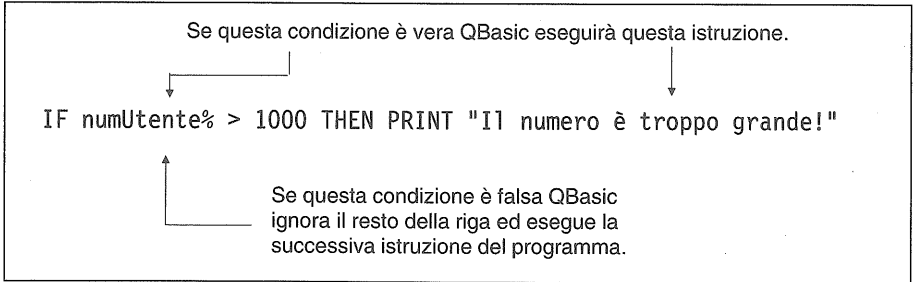 Se questa condizione è vera QBasic eseguirà questa istruzione.
IF numUtente% > 1000 THEN PRINT "Il numero è troppo grande!"
Se questa condizione è falsa QBasic
ignora il resto della riga ed esegue la
successiva istruzione del programma.